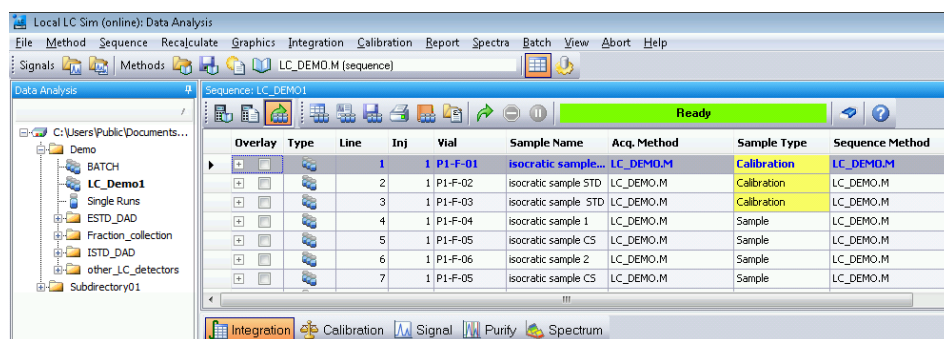 Local LC Sim (online): Data Analysis
File Method Sequence Recalculate Graphics Integration Calibration Report Spectra Batch View Abort Help
Signals Methods LC_DEMO.M (sequence)
Data Analysis
Sequence: LC_DEMO1
Ready
C:\Users\Public\Documents...
Demo
BATCH
LC_Demo1
Single Runs
ESTD_DAD
Fraction_collection
ISTD_DAD
other_LC_detectors
Subdirectory01
Overlay Type Line Inj Vial Sample Name Acq. Method Sample Type Sequence Method
1 1 P1-F-01 isocratic sample... LC_DEMO.M Calibration LC_DEMO.M
2 1 P1-F-02 isocratic sample STD LC_DEMO.M Calibration LC_DEMO.M
3 1 P1-F-03 isocratic sample STD LC_DEMO.M Calibration LC_DEMO.M
4 1 P1-F-04 isocratic sample 1 LC_DEMO.M Sample LC_DEMO.M
5 1 P1-F-05 isocratic sample CS LC_DEMO.M Sample LC_DEMO.M
6 1 P1-F-06 isocratic sample 2 LC_DEMO.M Sample LC_DEMO.M
7 1 P1-F-05 isocratic sample CS LC_DEMO.M Sample LC_DEMO.M
Integration Calibration Signal Purify Spectrum